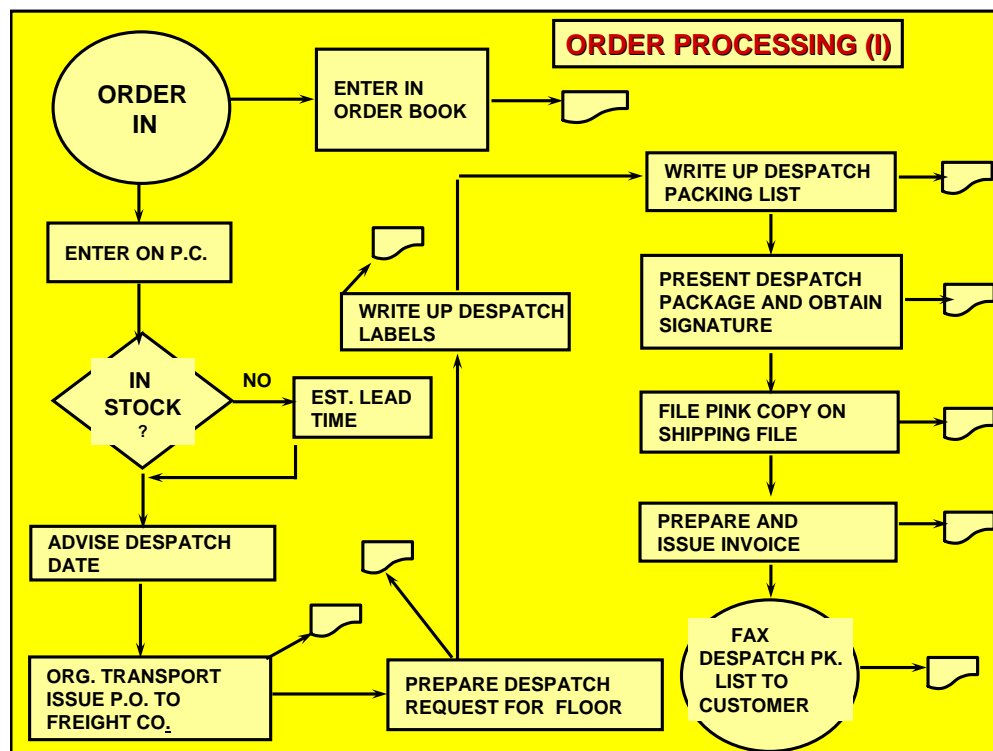 ORDER PROCESSING (I)
ORDER
IN
ENTER IN
ORDER BOOK
ENTER ON P.C.
IN
STOCK
?
NO
EST. LEAD
TIME
ADVISE DESPATCH
DATE
ORG. TRANSPORT
ISSUE P.O. TO
FREIGHT CO.
PREPARE DESPATCH
REQUEST FOR FLOOR
WRITE UP DESPATCH
LABELS
WRITE UP DESPATCH
PACKING LIST
PRESENT DESPATCH
PACKAGE AND OBTAIN
SIGNATURE
FILE PINK COPY ON
SHIPPING FILE
PREPARE AND
ISSUE INVOICE
FAX
DESPATCH PK.
LIST TO
CUSTOMER